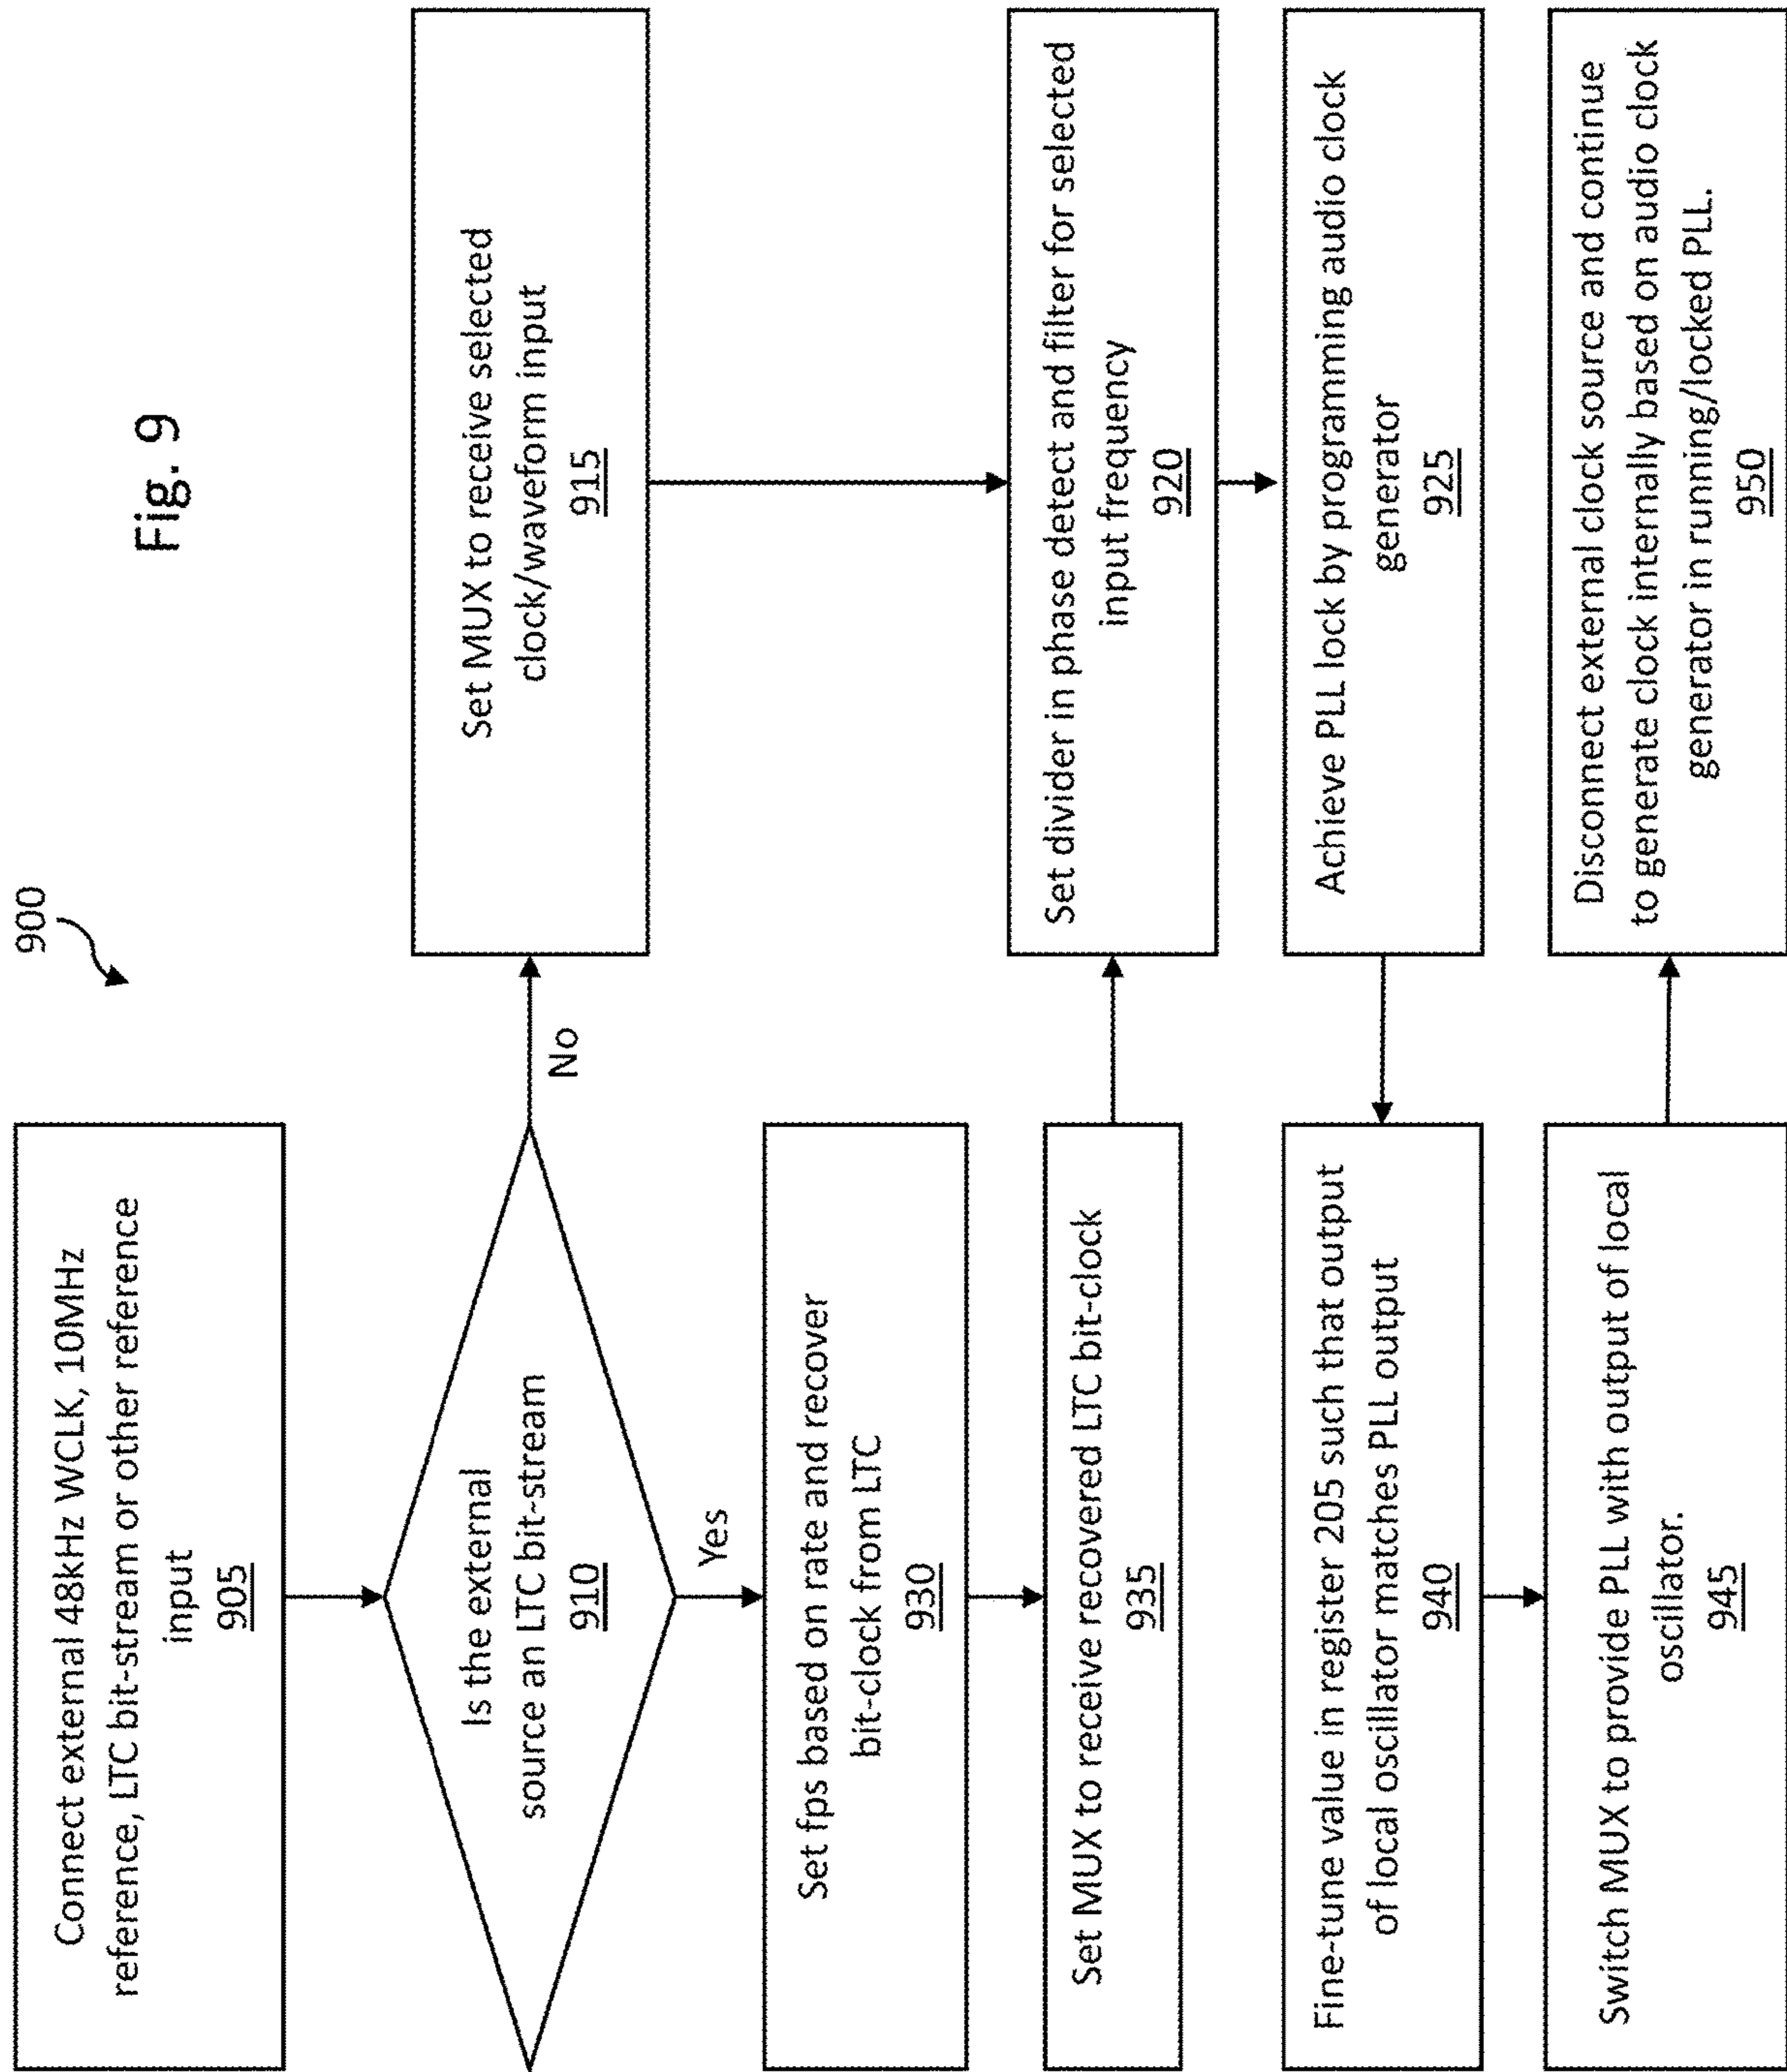 900
Fig. 9
Connect external 48kHz WCLK, 10MHz
reference, LTC bit-stream or other reference
input
905
Is the external
source an LTC bit-stream
910
No
Yes
Set MUX to receive selected
clock/waveform input
915
Set fps based on rate and recover
bit-clock from LTC
930
Set MUX to receive recovered LTC bit-clock
935
Set divider in phase detect and filter for selected
input frequency
920
Achieve PLL lock by programming audio clock
generator
925
Fine-tune value in register 205 such that output
of local oscillator matches PLL output
940
Switch MUX to provide PLL with output of local
oscillator.
945
Disconnect external clock source and continue
to generate clock internally based on audio clock
generator in running/locked PLL.
950